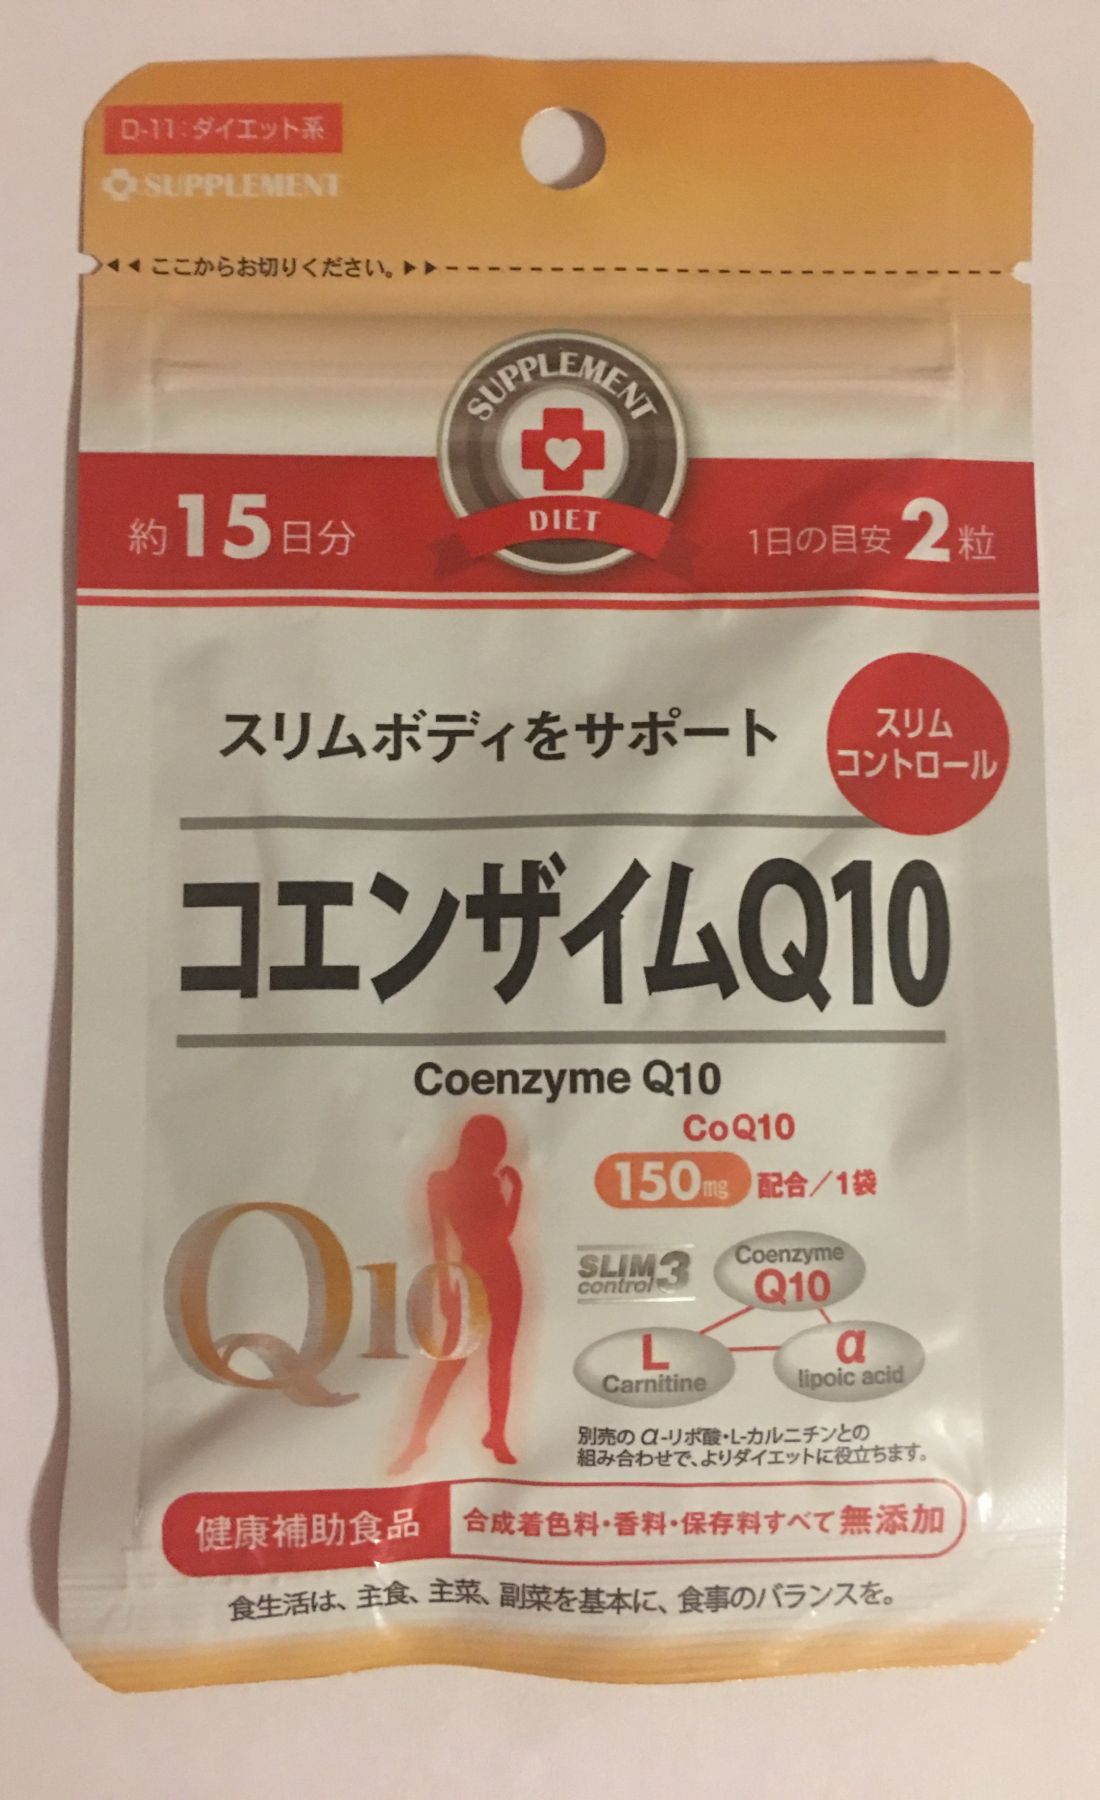 D-11:ダイエット系
SUPPLEMENT
◀◀ここからお切りください。▶▶
SUPPLEMENT
DIET
約15日分
1日の目安2粒
スリムボディをサポート
スリム
コントロール
コエンザイムQ10
Coenzyme Q10
CoQ10
150mg 配合/1袋
Q10
SLIM
control 3
Coenzyme
Q10
L
Carnitine
α
lipoic acid
別売のα-リポ酸・L-カルニチンとの
組み合わせで、よりダイエットに役立ちます。
健康補助食品
合成着色料・香料・保存料すべて無添加
食生活は、主食、主菜、副菜を基本に、食事のバランスを。